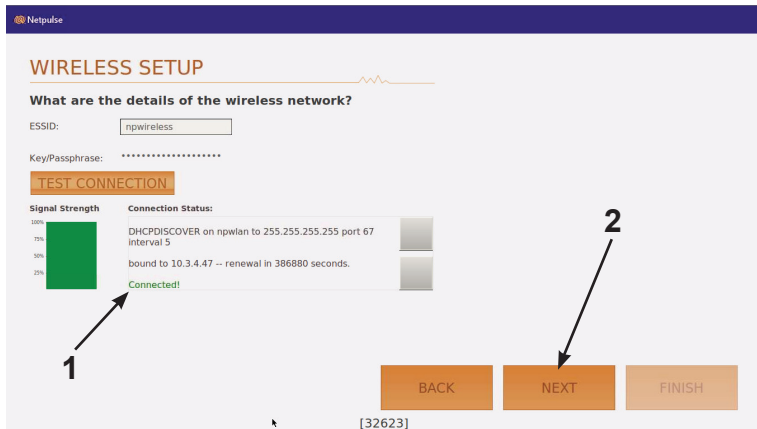 Netpulse
WIRELESS SETUP
What are the details of the wireless network?
ESSID: npwireless
Key/Passphrase: ••••••••••••••••••••
TEST CONNECTION
Signal Strength Connection Status:
100%
75%
50%
25%
DHCPDISCOVER on npwlan to 255.255.255.255 port 67
interval 5
bound to 10.3.4.47 -- renewal in 386880 seconds.
Connected!
2
1
BACK NEXT FINISH
[32623]